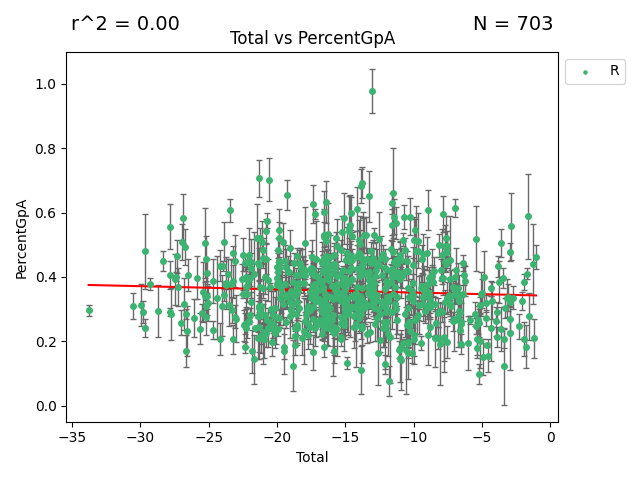 r^2 = 0.00
N = 703
Total vs PercentGpA
R
1.0
0.8
0.6
0.4
0.2
0.0
PercentGpA
−35
−30
−25
−20
−15
−10
−5
0
Total